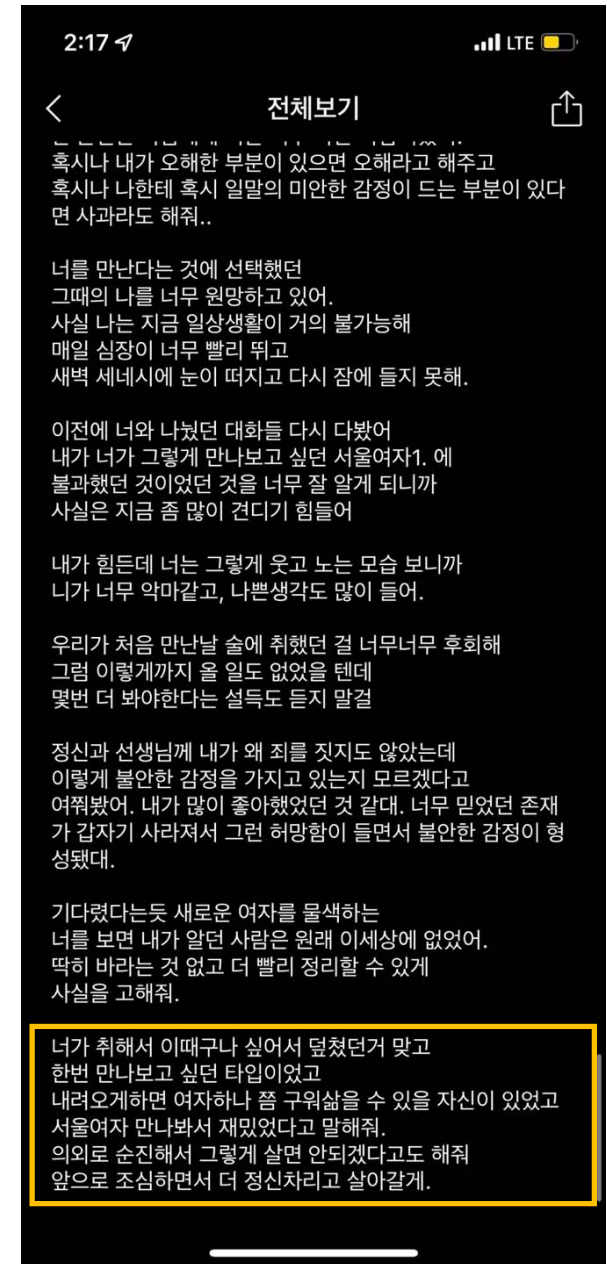 2:17
LTE
전체보기
혹시나 내가 오해한 부분이 있으면 오해라고 해주고
혹시나 나한테 혹시 일말의 미안한 감정이 드는 부분이 있다
면 사과라도 해줘..
너를 만난다는 것에 선택했던
그때의 나를 너무 원망하고 있어.
사실 나는 지금 일상생활이 거의 불가능해
매일 심장이 너무 빨리 뛰고
새벽 세네시에 눈이 떠지고 다시 잠에 들지 못해.
이전에 너와 나눴던 대화들 다시 다봤어
내가 너가 그렇게 만나보고 싶던 서울여자1. 에
불과했던 것이었던 것을 너무 잘 알게 되니까
사실은 지금 좀 많이 견디기 힘들어
내가 힘든데 너는 그렇게 웃고 노는 모습 보니까
니가 너무 악마같고, 나쁜생각도 많이 들어.
우리가 처음 만난날 술에 취했던 걸 너무너무 후회해
그럼 이렇게까지 올 일도 없었을 텐데
몇번 더 봐야한다는 설득도 듣지 말걸
정신과 선생님께 내가 왜 죄를 짓지도 않았는데
이렇게 불안한 감정을 가지고 있는지 모르겠다고
여쭤봤어. 내가 많이 좋아했었던 것 같대. 너무 믿었던 존재
가 갑자기 사라져서 그런 허망함이 들면서 불안한 감정이 형
성됐대.
기다렸다는듯 새로운 여자를 물색하는
너를 보면 내가 알던 사람은 원래 이세상에 없었어.
딱히 바라는 것 없고 더 빨리 정리할 수 있게
사실을 고해줘.
너가 취해서 이때구나 싶어서 덮쳤던거 맞고
한번 만나보고 싶던 타입이었고
내려오게하면 여자하나 쯤 구워삶을 수 있을 자신이 있었고
서울여자 만나봐서 재밌었다고 말해줘.
의외로 순진해서 그렇게 살면 안되겠다고도 해줘
앞으로 조심하면서 더 정신차리고 살아갈게.